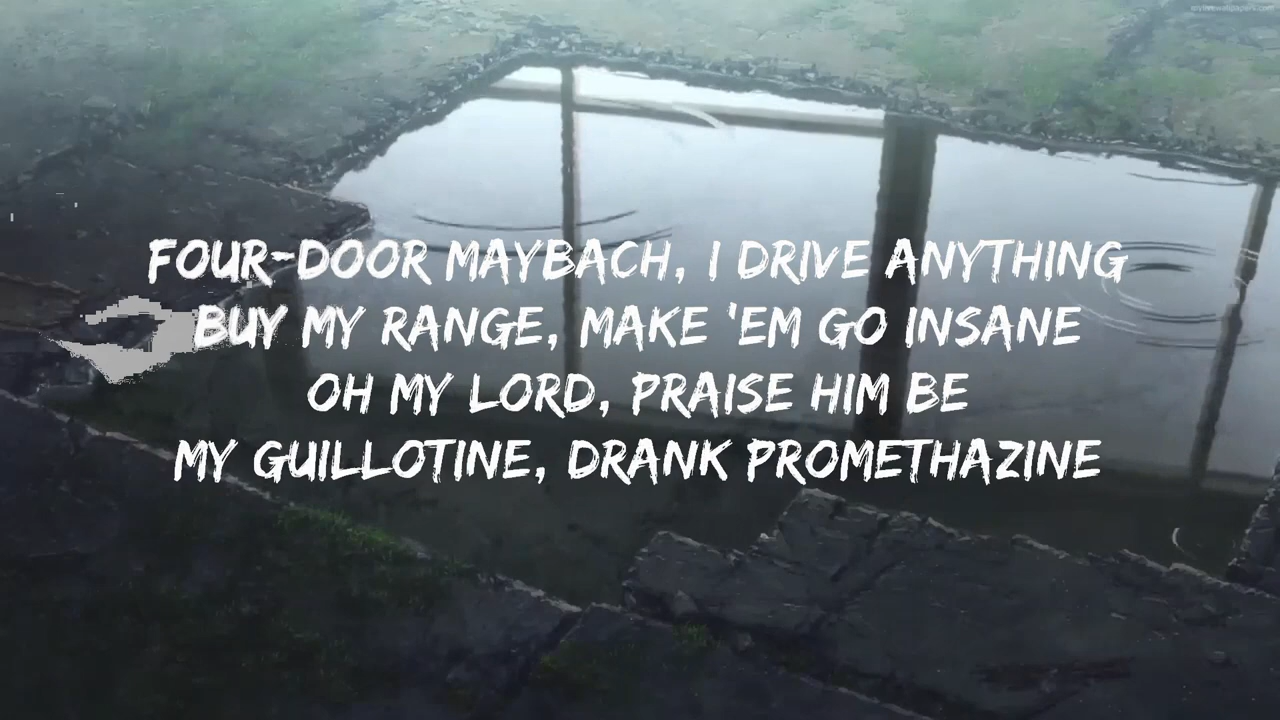 FOUR-DOOR MAYBACH, I DRIVE ANYTHING
BUY MY RANGE, MAKE 'EM GO INSANE
OH MY LORD, PRAISE HIM BE
MY GUILLOTINE, DRANK PROMETHAZINE